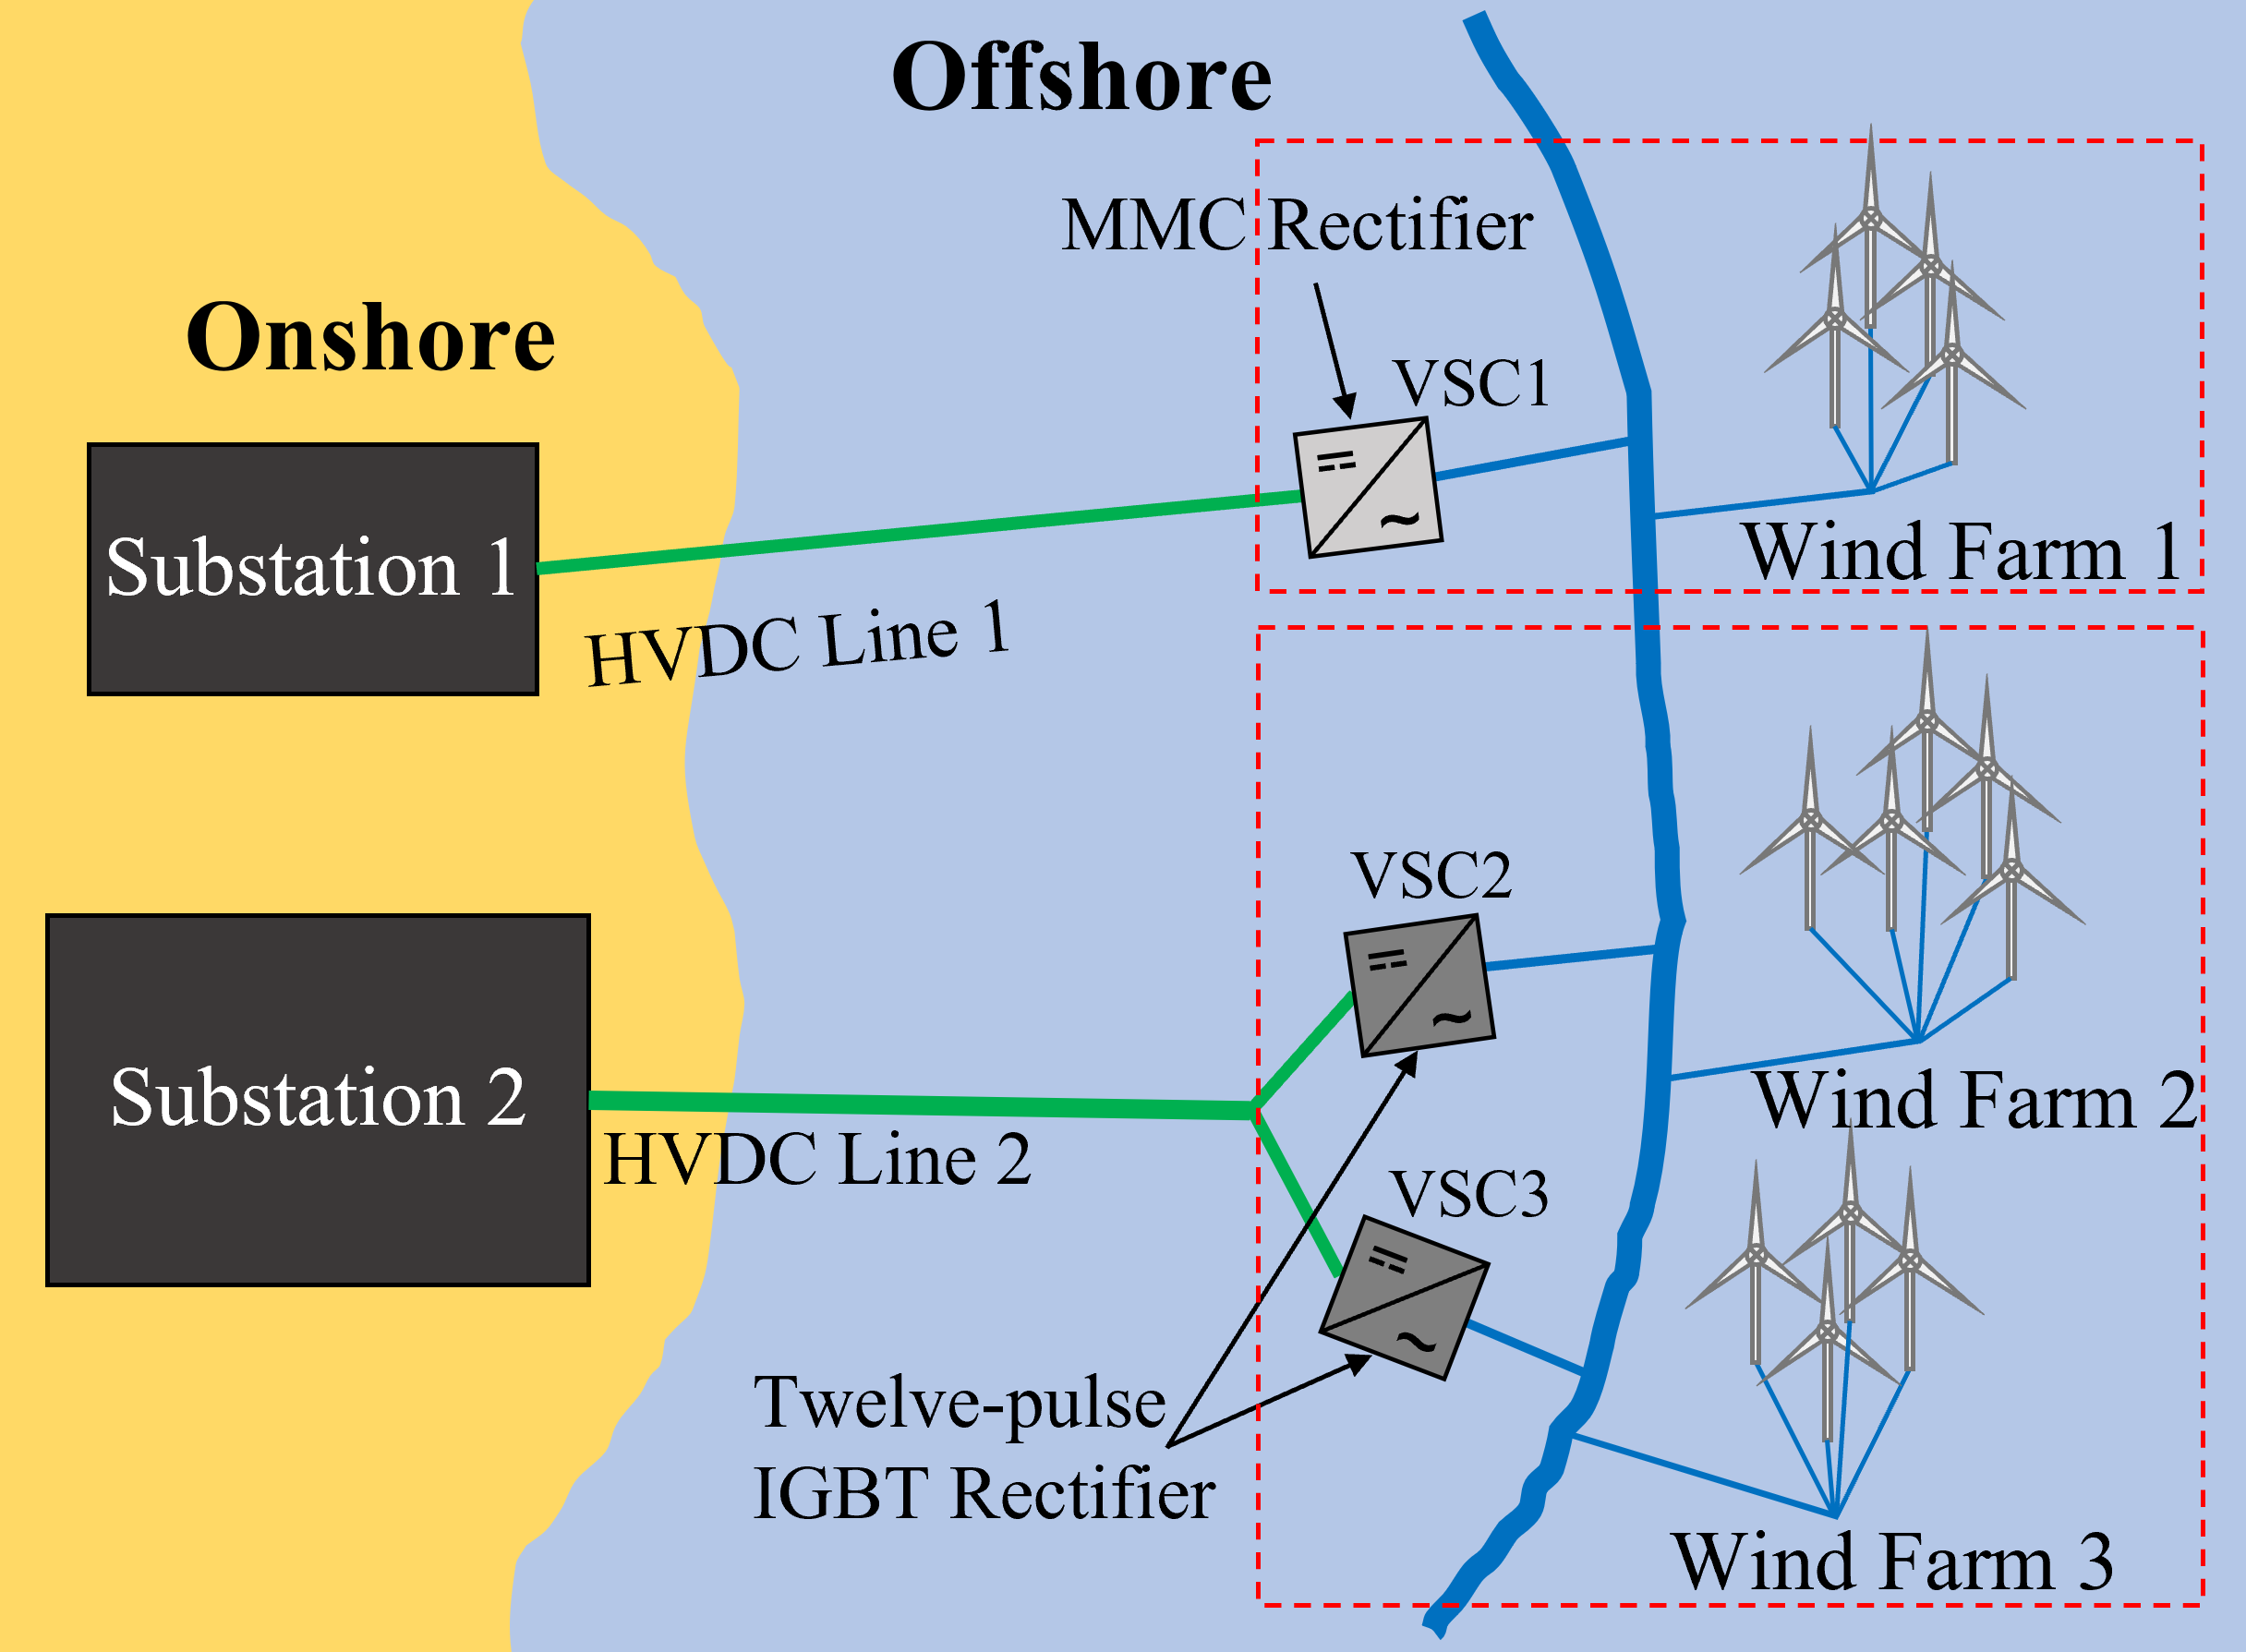 Offshore
MMC Rectifier
Onshore
VSC1
Substation 1
Wind Farm 1
HVDC Line 1
VSC2
Substation 2
Wind Farm 2
HVDC Line 2
VSC3
Twelve-pulse
IGBT Rectifier
Wind Farm 3